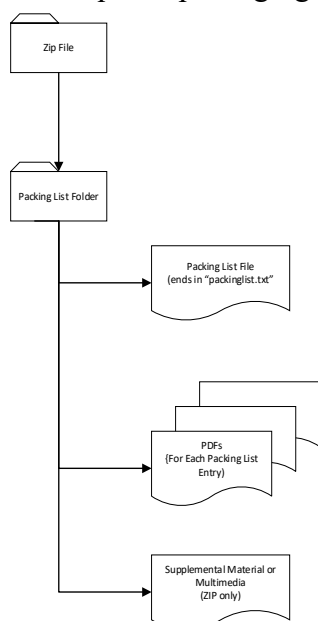 Zip File
Packing List Folder
Packing List File
(ends in “packinglist.txt”
PDFs
{For Each Packing List
Entry)
Supplemental Material or
Multimedia
(ZIP only)